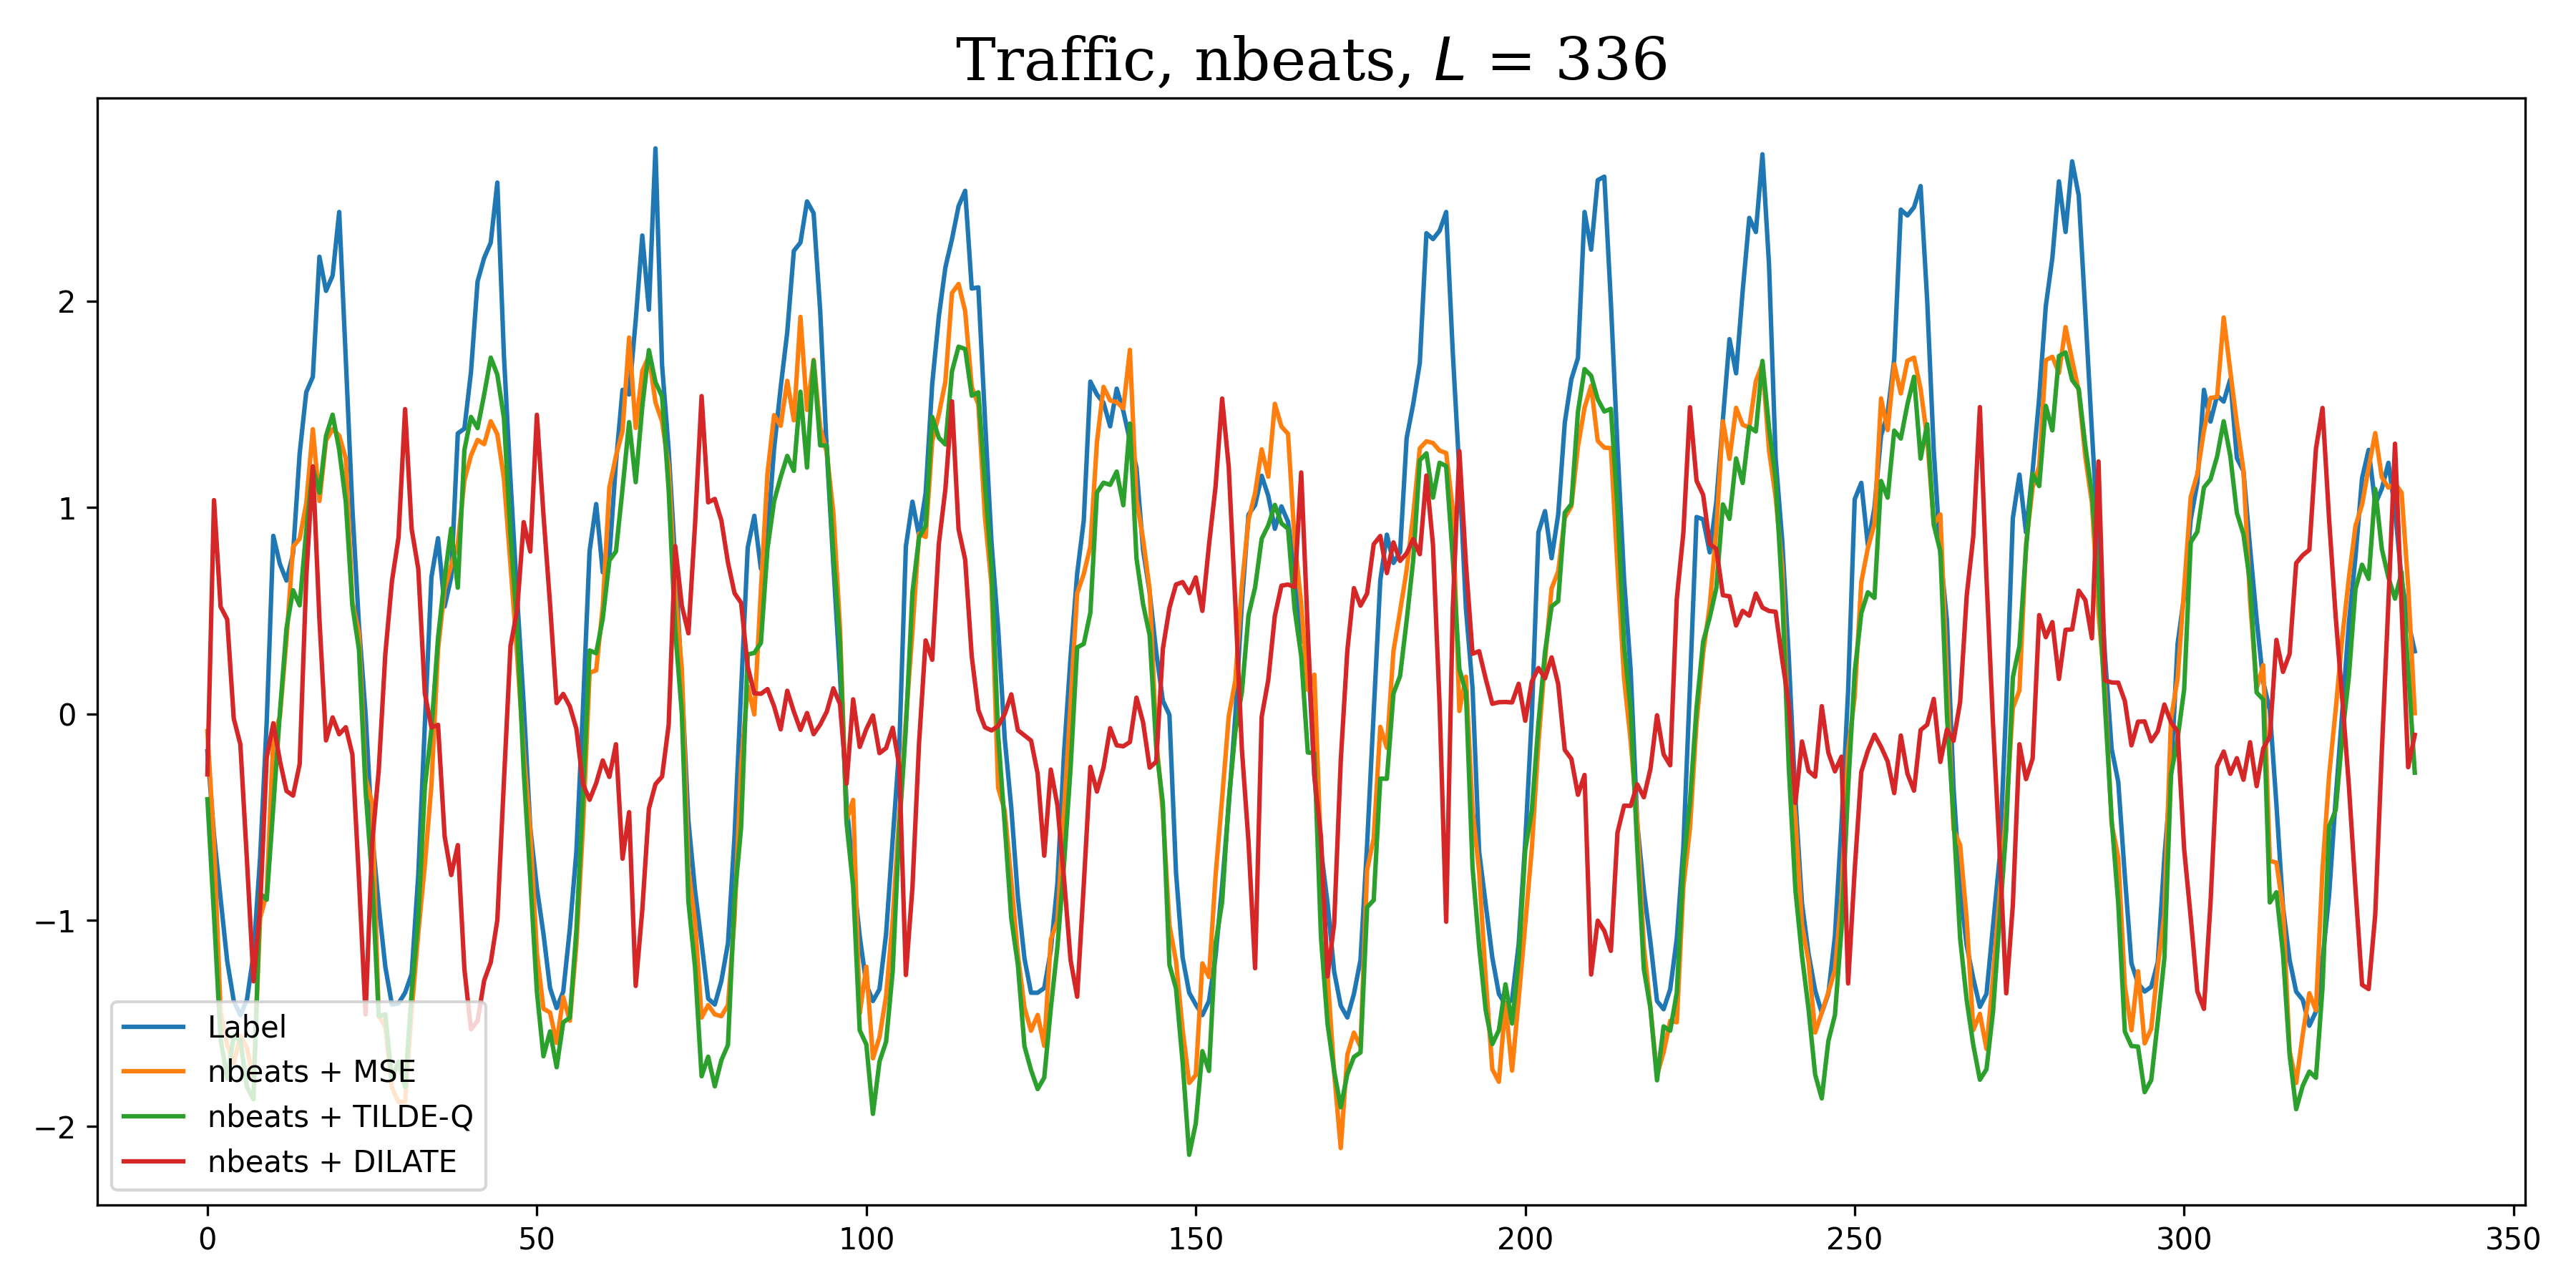 Traffic, nbeats, L = 336
2
1
0
−1
−2
Label
nbeats + MSE
nbeats + TILDE-Q
nbeats + DILATE
0 50 100 150 200 250 300 350